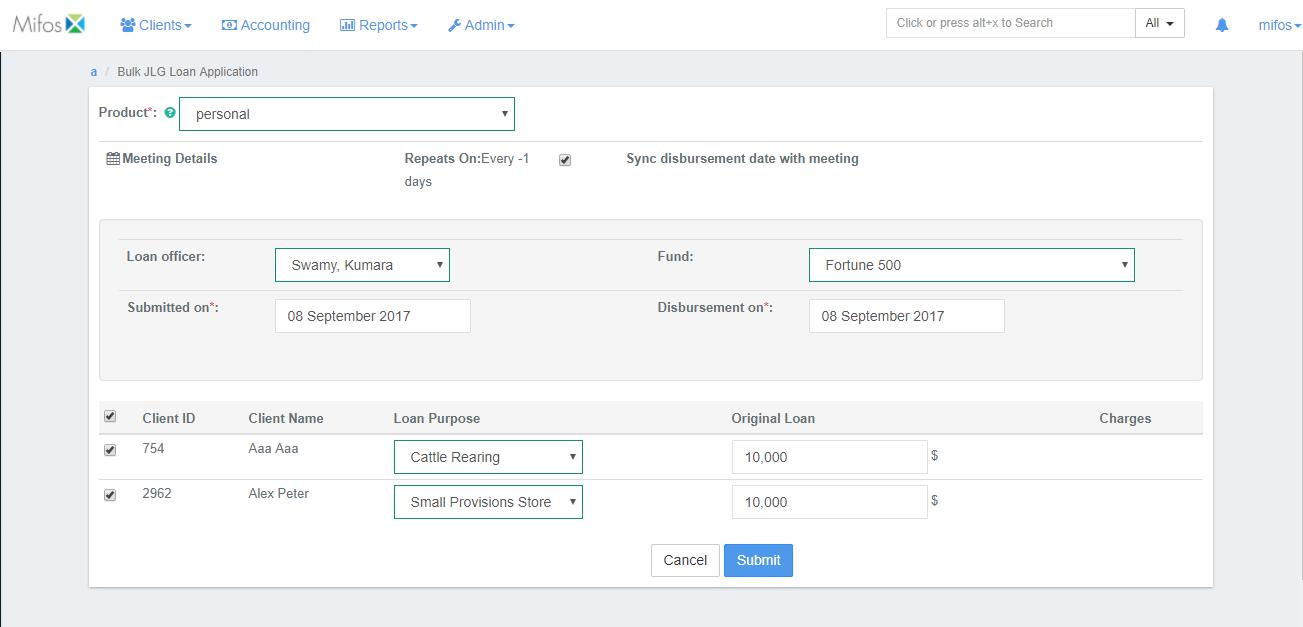 Mifos Clients Accounting Reports Admin Click or press alt+x to Search All mifos
a / Bulk JLG Loan Application
Product*: ? personal
Meeting Details Repeats On:Every -1 Sync disbursement date with meeting
days
Loan officer: Swamy, Kumara Fund: Fortune 500
Submitted on*: 08 September 2017 Disbursement on*: 08 September 2017
Client ID Client Name Loan Purpose Original Loan Charges
754 Aaa Aaa Cattle Rearing 10,000 $
2962 Alex Peter Small Provisions Store 10,000 $
Cancel Submit